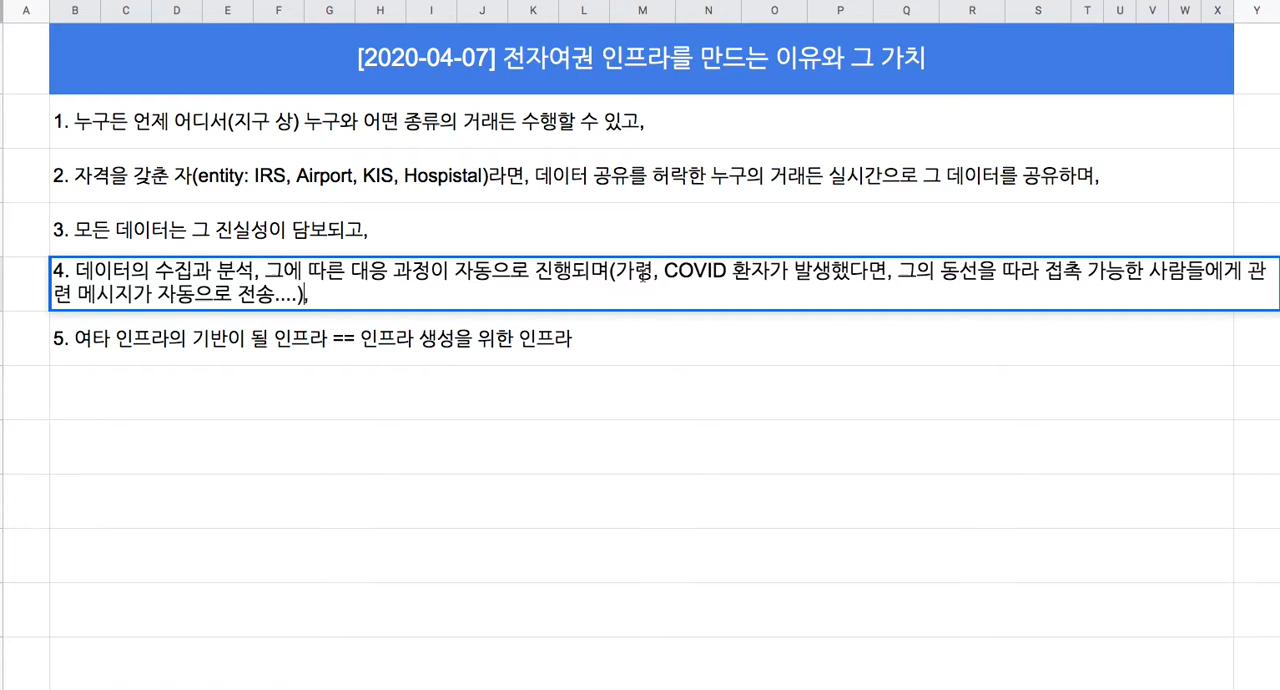 A B C D E F G H I J K L M N O P Q R S T U V W X Y
[2020-04-07] 전자여권 인프라를 만드는 이유와 그 가치
1. 누구든 언제 어디서(지구 상) 누구와 어떤 종류의 거래든 수행할 수 있고,
2. 자격을 갖춘 자(entity: IRS, Airport, KIS, Hospistal)라면, 데이터 공유를 허락한 누구의 거래든 실시간으로 그 데이터를 공유하며,
3. 모든 데이터는 그 진실성이 담보되고,
4. 데이터의 수집과 분석, 그에 따른 대응 과정이 자동으로 진행되며(가령, COVID 환자가 발생했다면, 그의 동선을 따라 접촉 가능한 사람들에게 관
련 메시지가 자동으로 전송....),
5. 여타 인프라의 기반이 될 인프라 == 인프라 생성을 위한 인프라